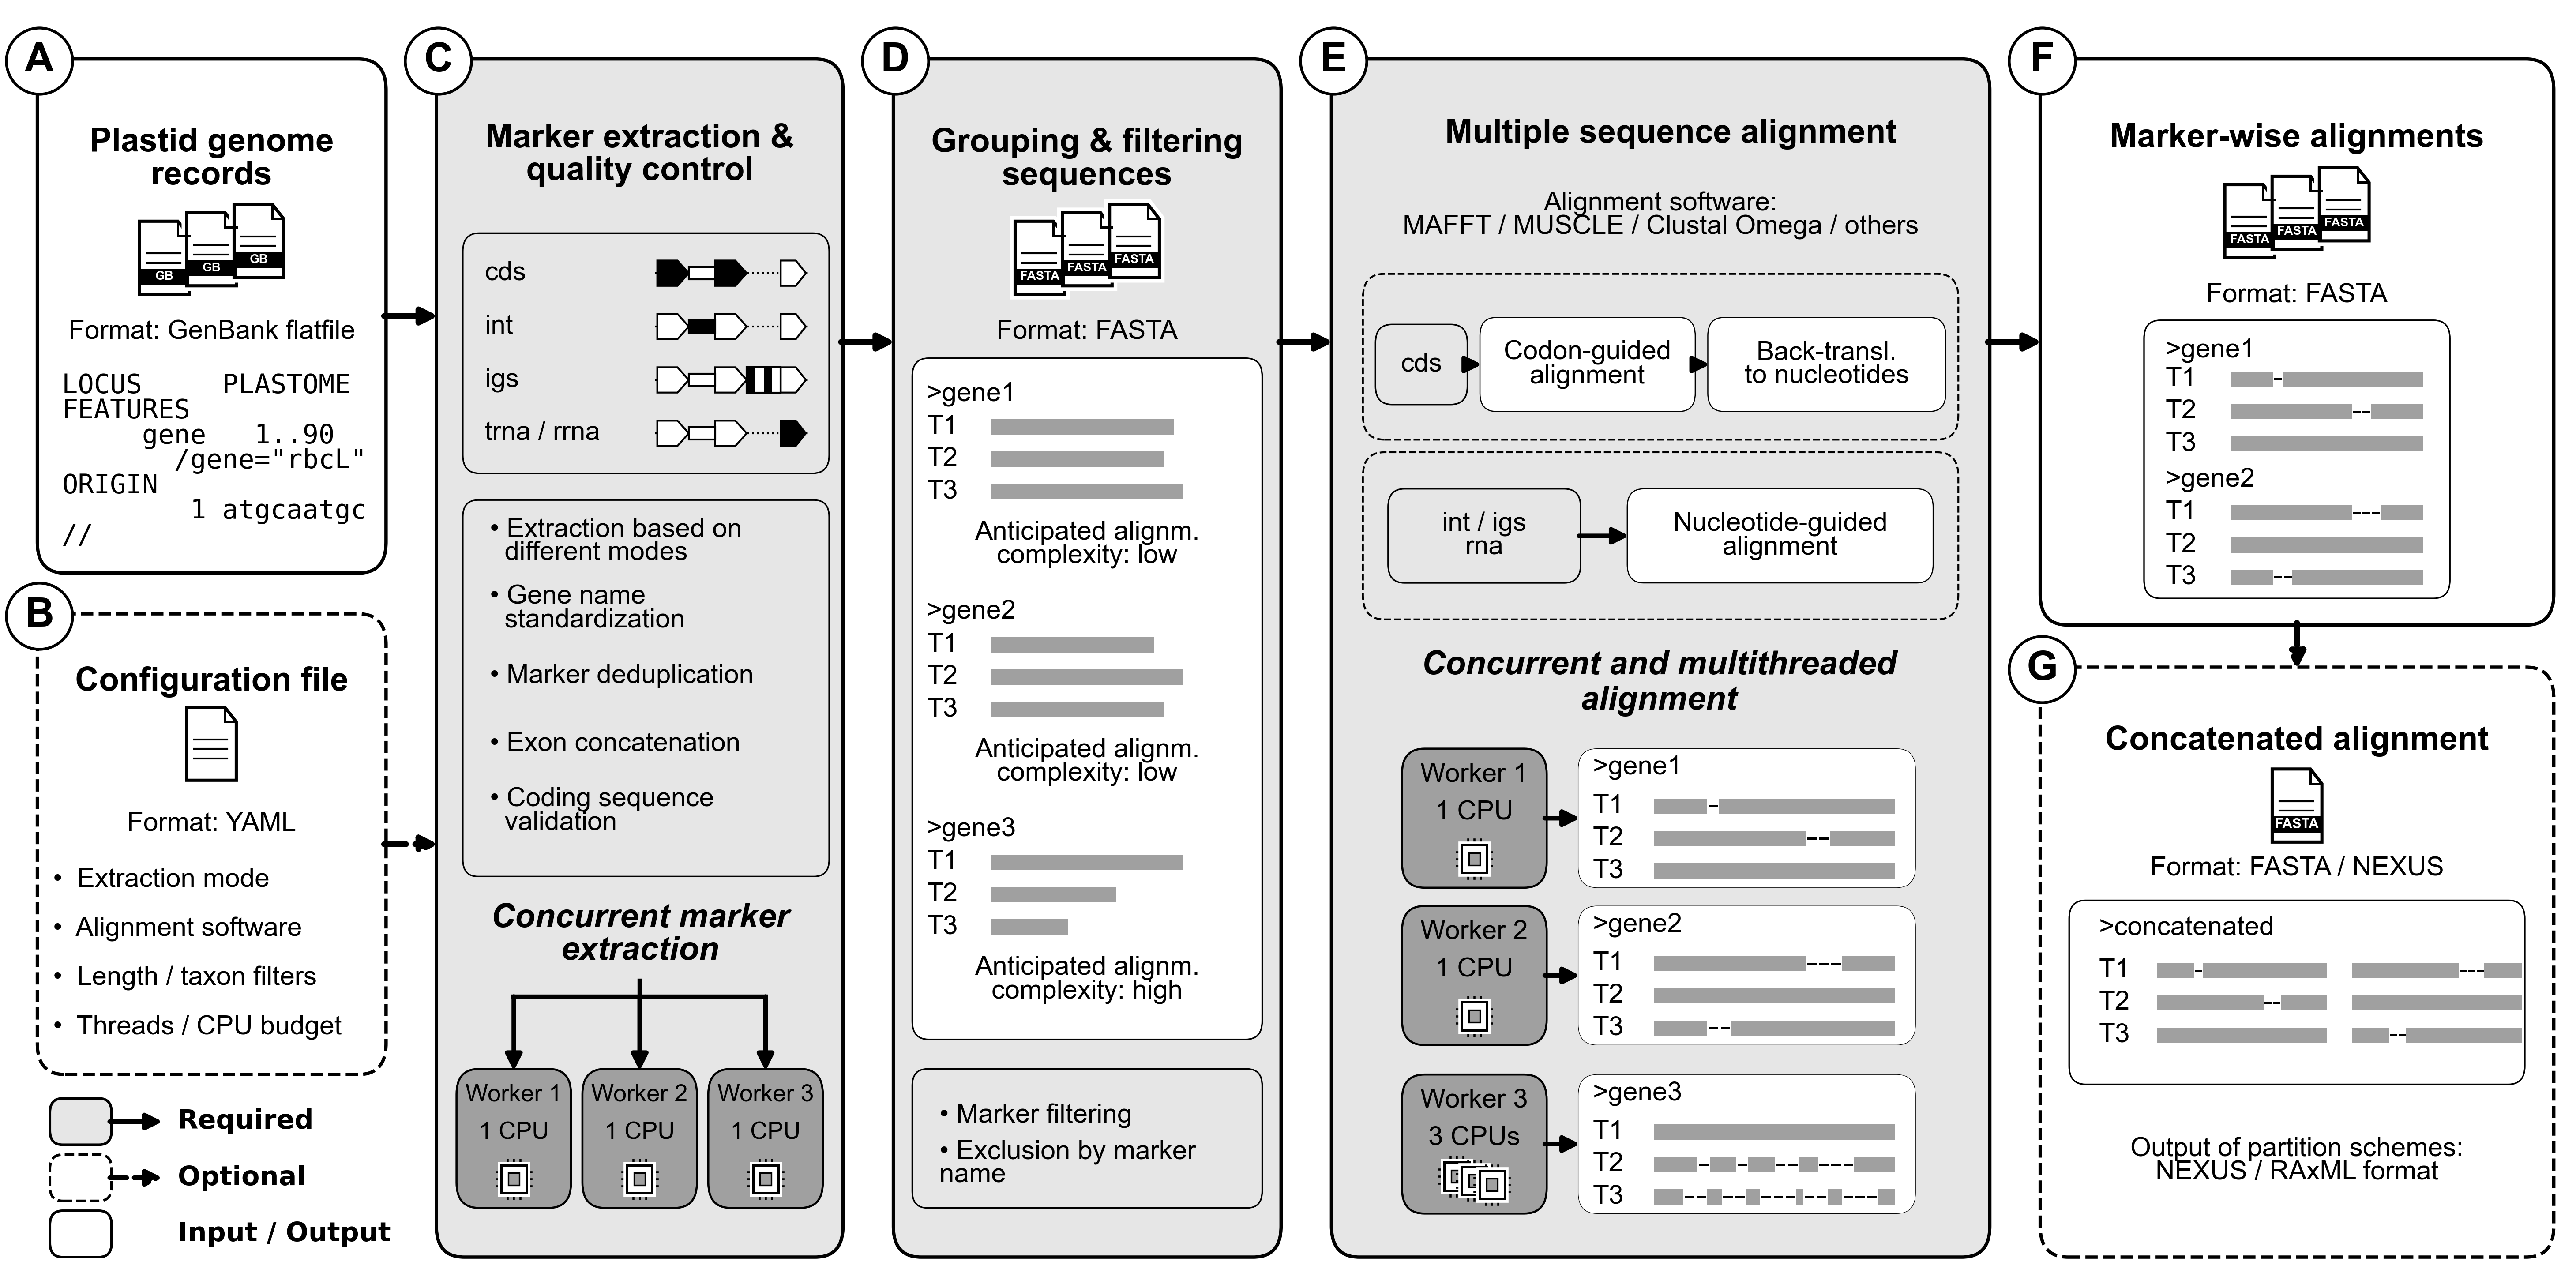 A
Plastid genome
records
GB
GB
GB
Format: GenBank flatfile
LOCUS PLASTOME
FEATURES
gene 1..90
/gene="rbcL"
ORIGIN
1 atgcaatgc
//
B
Configuration file
Format: YAML
• Extraction mode
• Alignment software
• Length / taxon filters
• Threads / CPU budget
Required
Optional
Input / Output
C
Marker extraction &
quality control
cds
int
igs
trna / rrna
• Extraction based on
different modes
• Gene name
standardization
• Marker deduplication
• Exon concatenation
• Coding sequence
validation
Concurrent marker
extraction
Worker 1
1 CPU
Worker 2
1 CPU
Worker 3
1 CPU
D
Grouping & filtering
sequences
FASTA
FASTA
FASTA
Format: FASTA
>gene1
T1
T2
T3
Anticipated alignm.
complexity: low
>gene2
T1
T2
T3
Anticipated alignm.
complexity: low
>gene3
T1
T2
T3
Anticipated alignm.
complexity: high
• Marker filtering
• Exclusion by marker
name
E
Multiple sequence alignment
Alignment software:
MAFFT / MUSCLE / Clustal Omega / others
cds
Codon-guided
alignment
Back-transl.
to nucleotides
int / igs
rna
Nucleotide-guided
alignment
Concurrent and multithreaded
alignment
Worker 1
1 CPU
>gene1
T1
T2
T3
Worker 2
1 CPU
>gene2
T1
T2
T3
Worker 3
3 CPUs
>gene3
T1
T2
T3
F
Marker-wise alignments
FASTA
FASTA
FASTA
Format: FASTA
>gene1
T1
T2
T3
>gene2
T1
T2
T3
G
Concatenated alignment
FASTA
Format: FASTA / NEXUS
>concatenated
T1
T2
T3
Output of partition schemes:
NEXUS / RAxML format